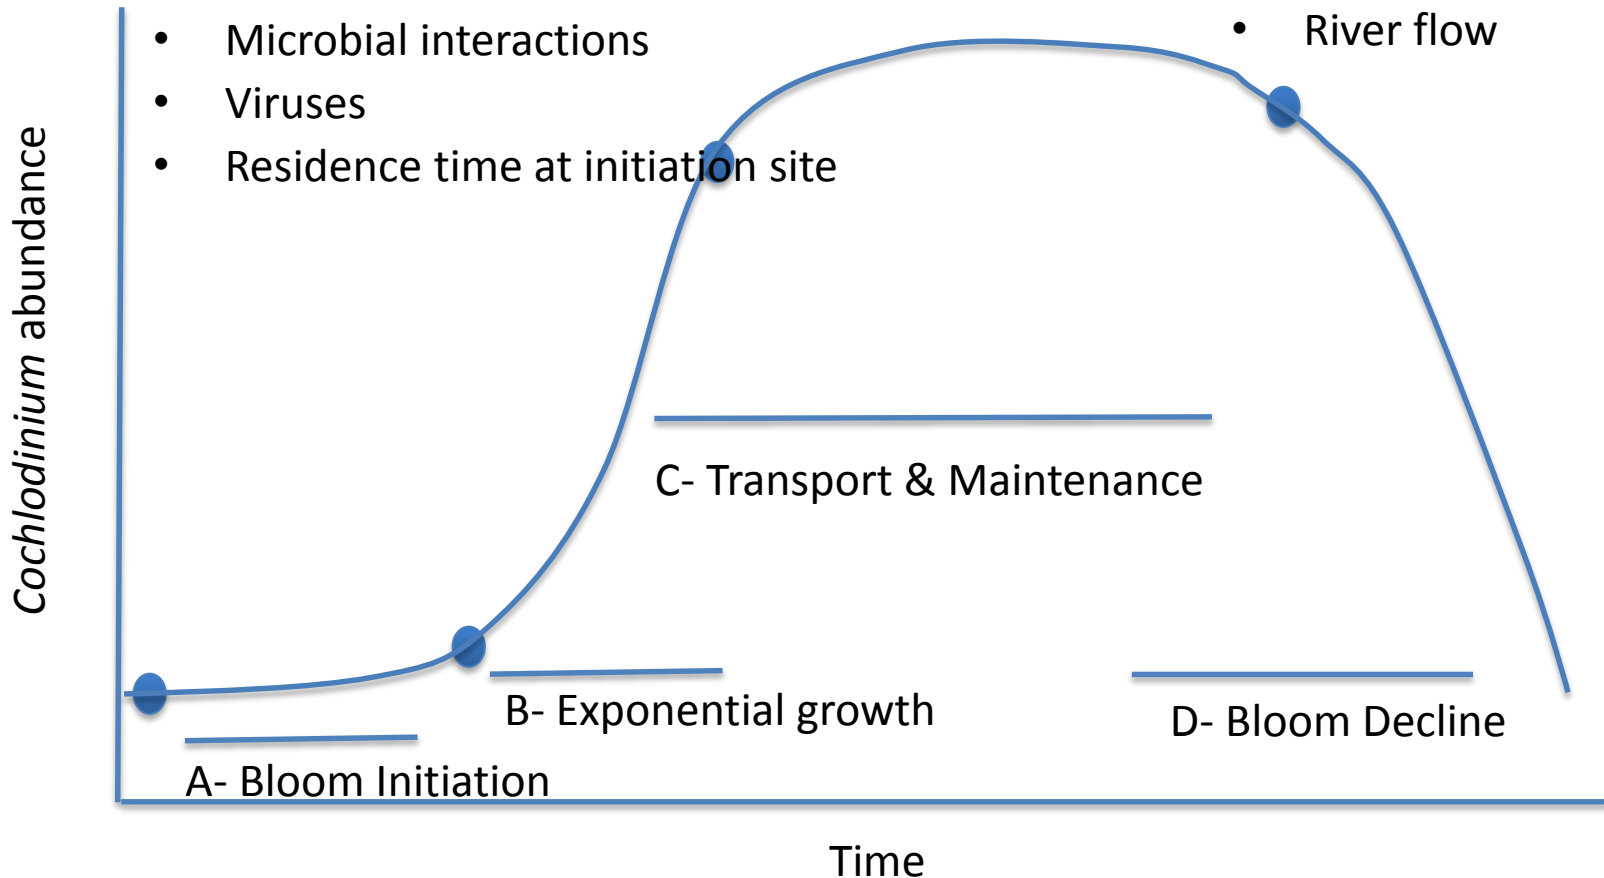 • Microbial interactions
• Viruses
• Residence time at initiation site
• River flow
Cochlodinium abundance
C- Transport & Maintenance
B- Exponential growth
D- Bloom Decline
A- Bloom Initiation
Time